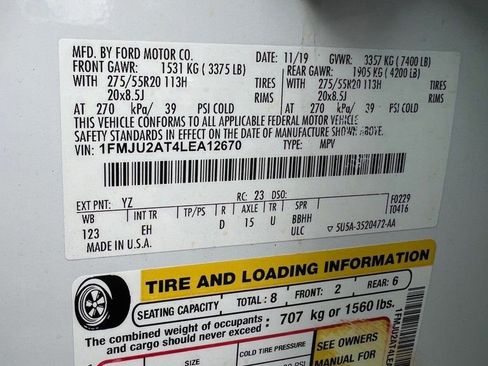 MFD. BY FORD MOTOR CO.
DATE: 11/19 GVWR: 3357 KG ( 7400 LB)
FRONT GAWR: 1531 KG ( 3375 LB) REAR GAWR: 1905 KG ( 4200 LB)
WITH 275/55R20 113H TIRES WITH 275/55R20 113H TIRES
20x8.5J RIMS 20x8.5J RIMS
AT 270 kPa/ 39 PSI COLD AT 270 kPa/ 39 PSI COLD
THIS VEHICLE CONFORMS TO ALL APPLICABLE FEDERAL MOTOR VEHICLE
SAFETY STANDARDS IN EFFECT ON THE DATE OF MANUFACTURE SHOWN ABOVE.
VIN: 1FMJU2AT4LEA12670 TYPE: MPV
EXT PNT: YZ RC: 23 DSO: F0229
WB INT TR TP/PS R AXLE TR SPR T0416
123 EH D 15 U BBHH
MADE IN U.S.A. ULC 5U5A-3520472-AA
TIRE AND LOADING INFORMATION
SEATING CAPACITY TOTAL: 8 FRONT: 2 REAR: 6
The combined weight of occupants and cargo should never exceed: 707 kg or 1560 lbs.
COLD TIRE PRESSURE
SEE OWNERS
MANUAL FOR